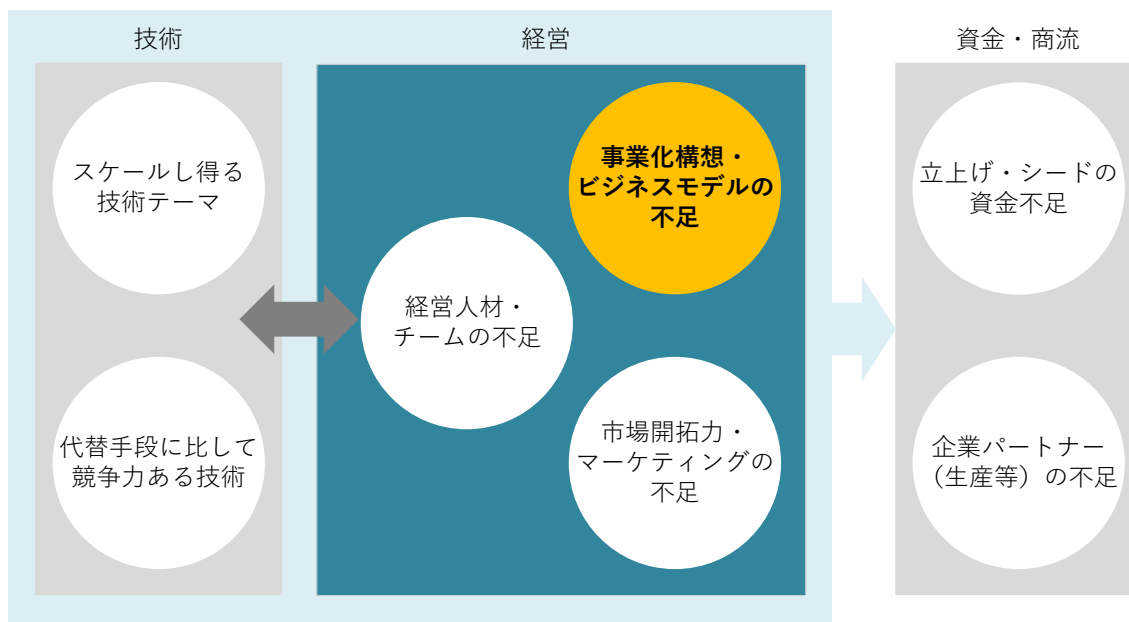 技術
経営
資金・商流
スケールし得る
技術テーマ
代替手段に比して
競争力ある技術
経営人材・
チームの不足
事業化構想・
ビジネスモデルの
不足
市場開拓力・
マーケティングの
不足
立上げ・シードの
資金不足
企業パートナー
（生産等）の不足